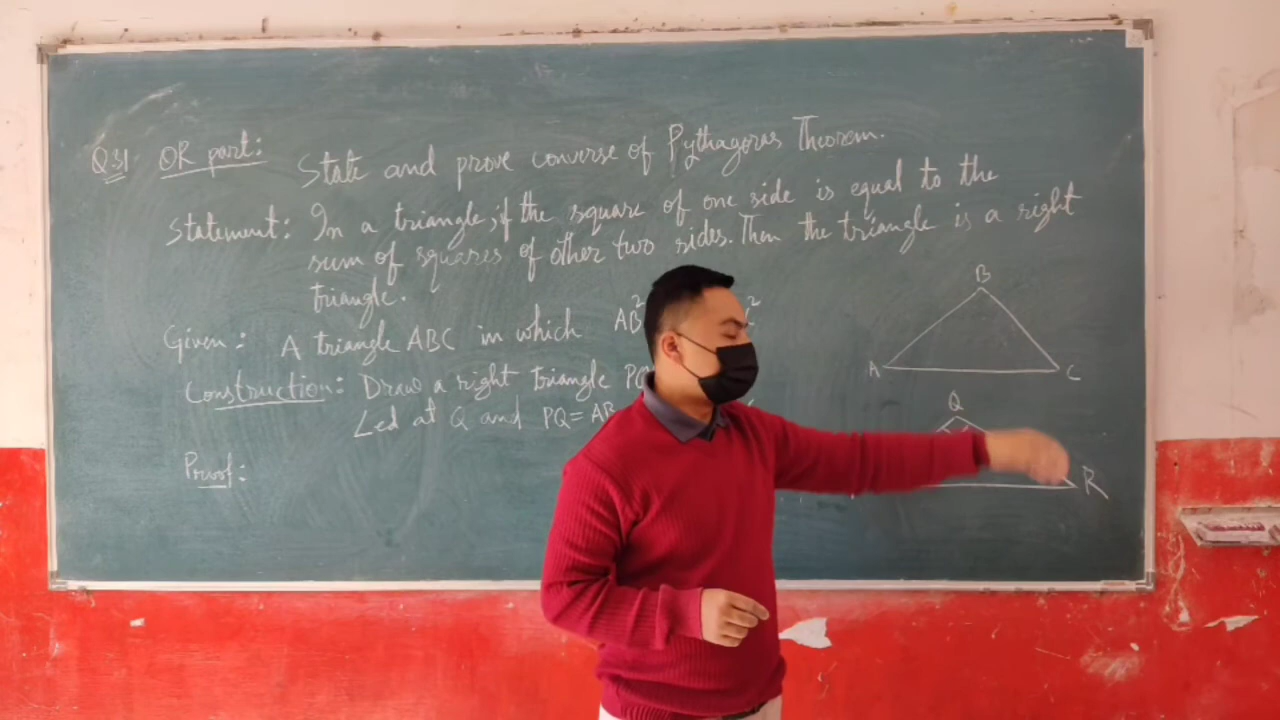 Q.31 OR part: State and prove converse of Pythagoras Theorem.
Statement: In a triangle, if the square of one side is equal to the
sum of squares of other two sides. Then the triangle is a right
triangle.
Given: A triangle ABC in which AB²
Construction: Draw a right triangle PQ
Led at Q and PQ = AB
Proof:
B
A C
Q
R